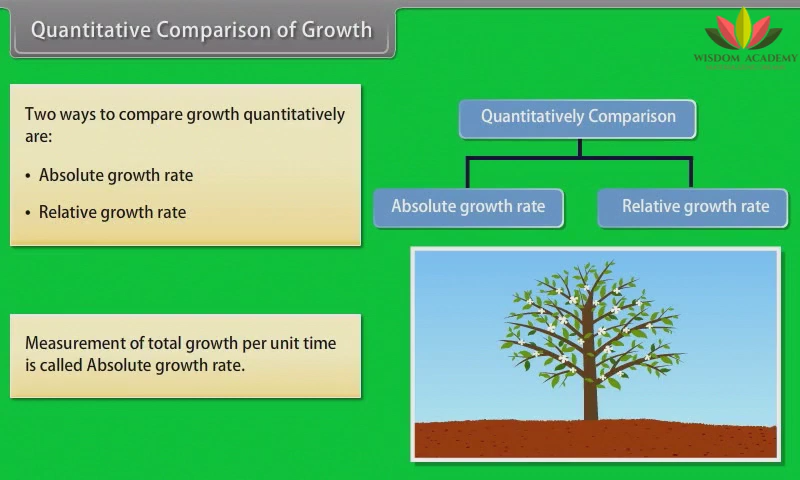 Quantitative Comparison of Growth
WISDOM ACADEMY
Two ways to compare growth quantitatively
are:
• Absolute growth rate
• Relative growth rate
Quantitatively Comparison
Absolute growth rate
Relative growth rate
Measurement of total growth per unit time
is called Absolute growth rate.